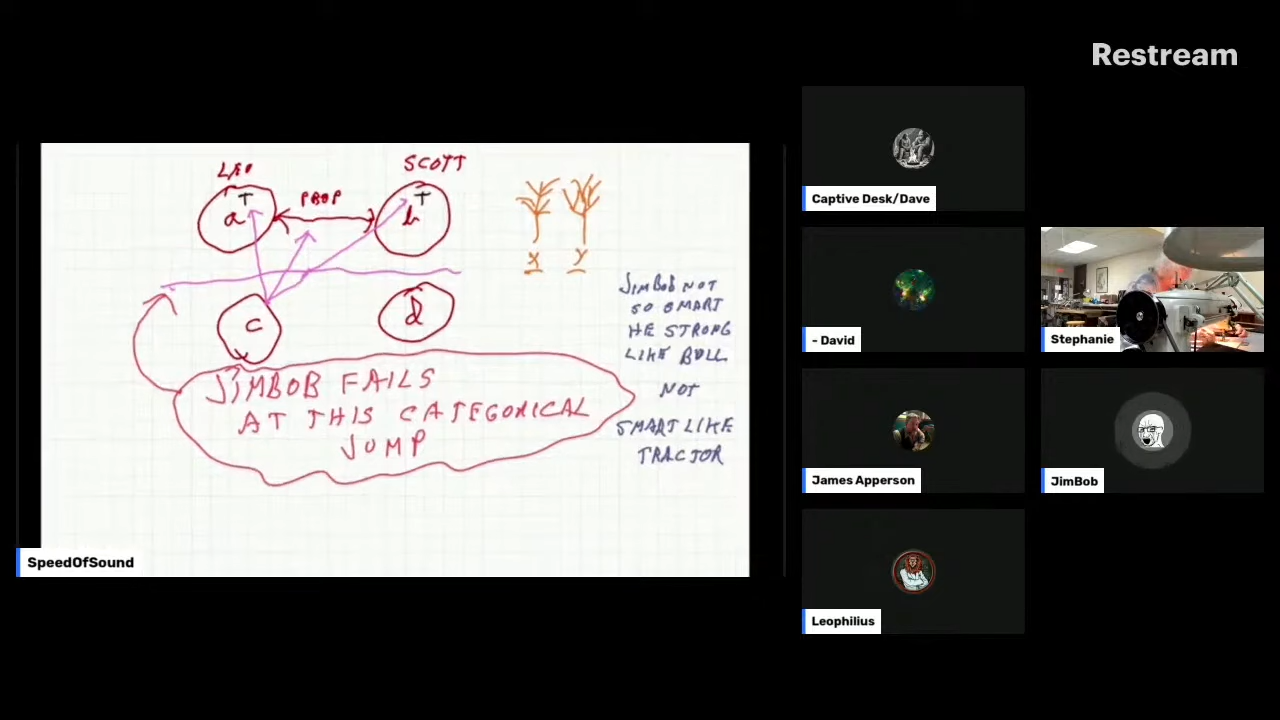 Restream
LEO
SCOTT
T
PROP
T
a
b
X
Y
c
d
JIMBOB NOT
SO SMART
HE STRONG
LIKE BULL
NOT
SMART LIKE
TRACTOR
JIMBOB FAILS
AT THIS CATEGORICAL
JUMP
SpeedOfSound
Captive Desk/Dave
- David
Stephanie
James Apperson
JimBob
Leophilius